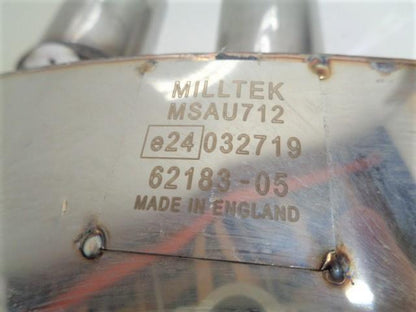 MILLTEK
MSAU712
e24 032719
62183-05
MADE IN ENGLAND